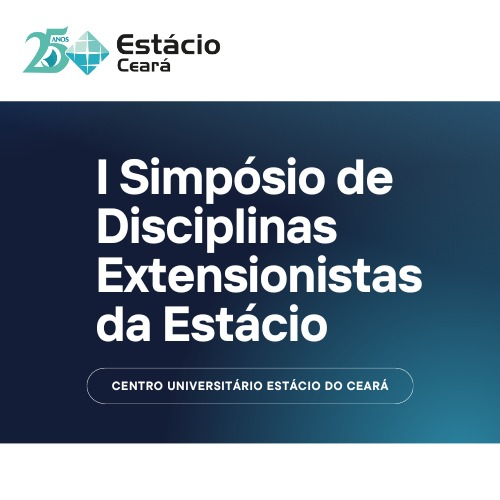 25 ANOS
Estácio
Ceará
I Simpósio de
Disciplinas
Extensionistas
da Estácio
CENTRO UNIVERSITÁRIO ESTÁCIO DO CEARÁ